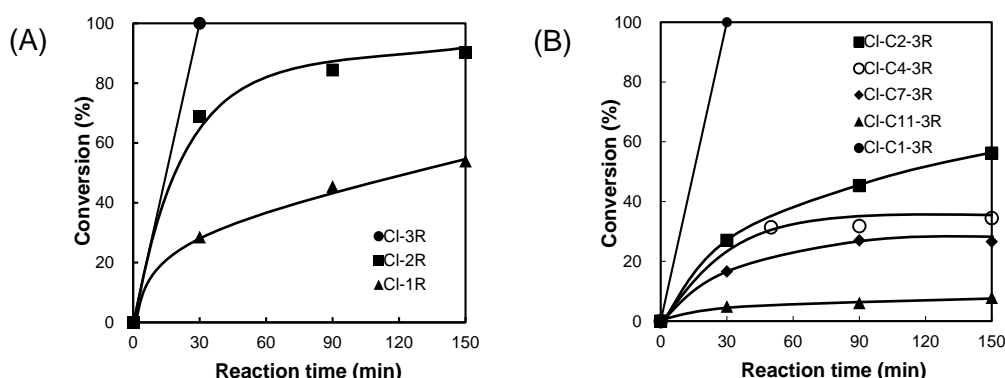 (A)
Conversion (%)
100
80
60
40
20
0
0 30 60 90 120 150
Reaction time (min)
Cl-3R
Cl-2R
Cl-1R
(B)
Conversion (%)
100
80
60
40
20
0
0 30 60 90 120 150
Reaction time (min)
Cl-C2-3R
Cl-C4-3R
Cl-C7-3R
Cl-C11-3R
Cl-C1-3R